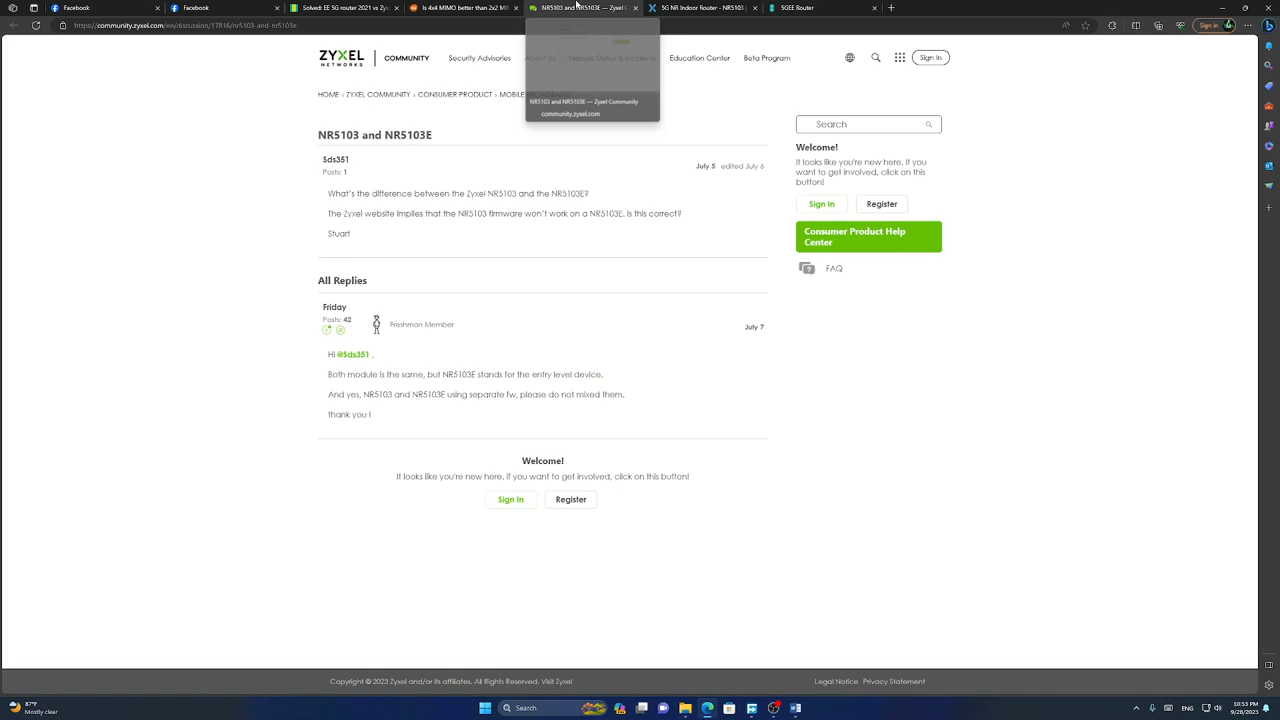 Facebook
Facebook
Best eSIM router 2021 vs Zy
Is 4x4 MIMO better than 2x2 M
NR5103 and NR5103E — Zyxel
5G NR Indoor Router - NR5103
https://community.zyxel.com/en/discussion/17816/nr5103-and-nr5103e
Sign in
ZYXEL
NETWORKS
COMMUNITY
Security Advisories
About Us
Nebula Status & Incidents
Education Center
Beta Program
Sign In
NR5103 and NR5103E — Zyxel Community
community.zyxel.com
HOME › ZYXEL COMMUNITY › CONSUMER PRODUCT › MOBILE BROADBAND
NR5103 and NR5103E
Sds351
Posts: 1
July 5 edited July 6
What's the difference between the Zyxel NR5103 and the NR5103E?
The Zyxel website implies that the NR5103 firmware won't work on a NR5103E. Is this correct?
Stuart
All Replies
Friday
Posts: 42
Freshman Member
July 7
Hi @Sds351 ,
Both module is the same, but NR5103E stands for the entry level device.
And yes, NR5103 and NR5103E using separate fw, please do not mixed them.
thank you !
Welcome!
It looks like you're new here. If you want to get involved, click on this button!
Sign In
Register
Search
Welcome!
It looks like you're new here. If you
want to get involved, click on this
button!
Sign In
Register
Consumer Product Help
Center
FAQ
Copyright © 2023 Zyxel and/or its affiliates. All Rights Reserved. Visit Zyxel
Legal Notice Privacy Statement
87°F
Mostly clear
Search
9/28/2023